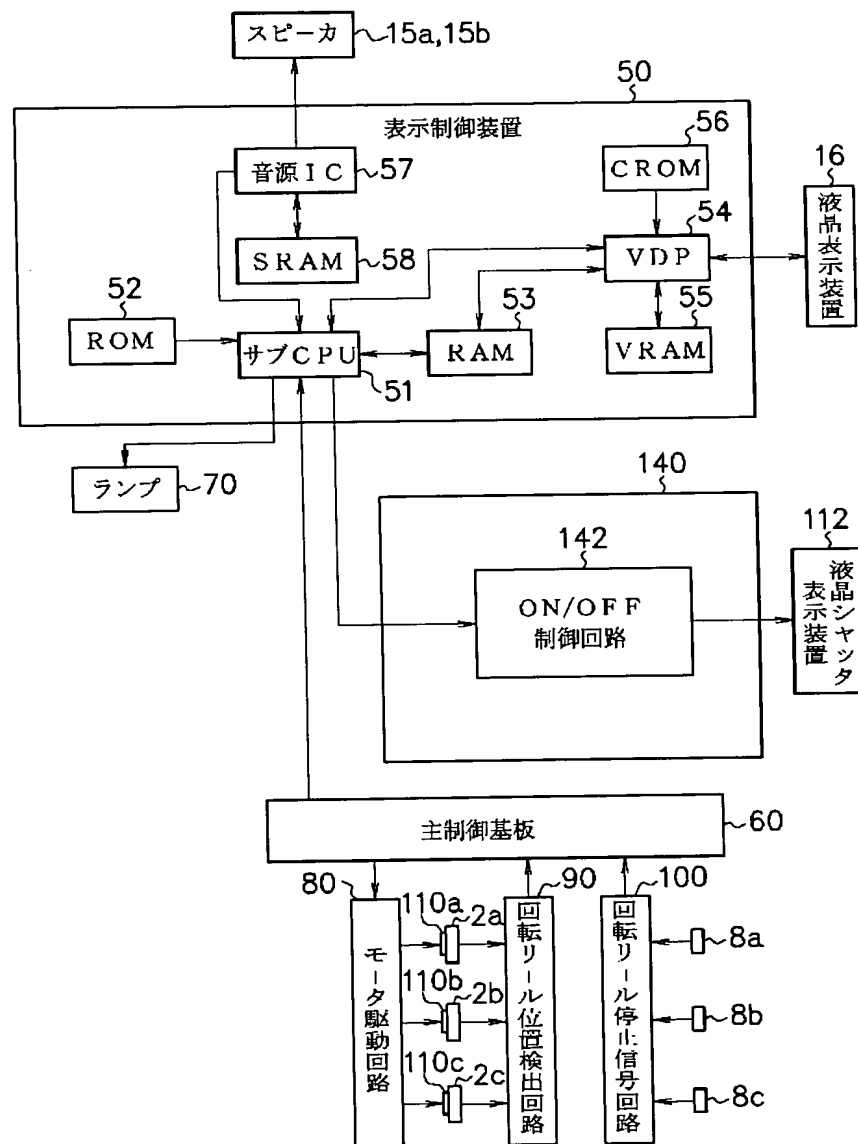 スピーカ
15a,15b
50
表示制御装置
56
音源IC
57
CROM
16
液晶表示装置
54
SRAM
58
VDP
52
53
55
ROM
サブCPU
RAM
VRAM
51
ランプ
70
140
142
112
ON/OFF
制御回路
液晶シャッタ
表示装置
主制御基板
60
80
90
100
モータ駆動回路
110a
2a
回転リール位置検出回路
回転リール停止信号回路
8a
110b
2b
8b
110c
2c
8c